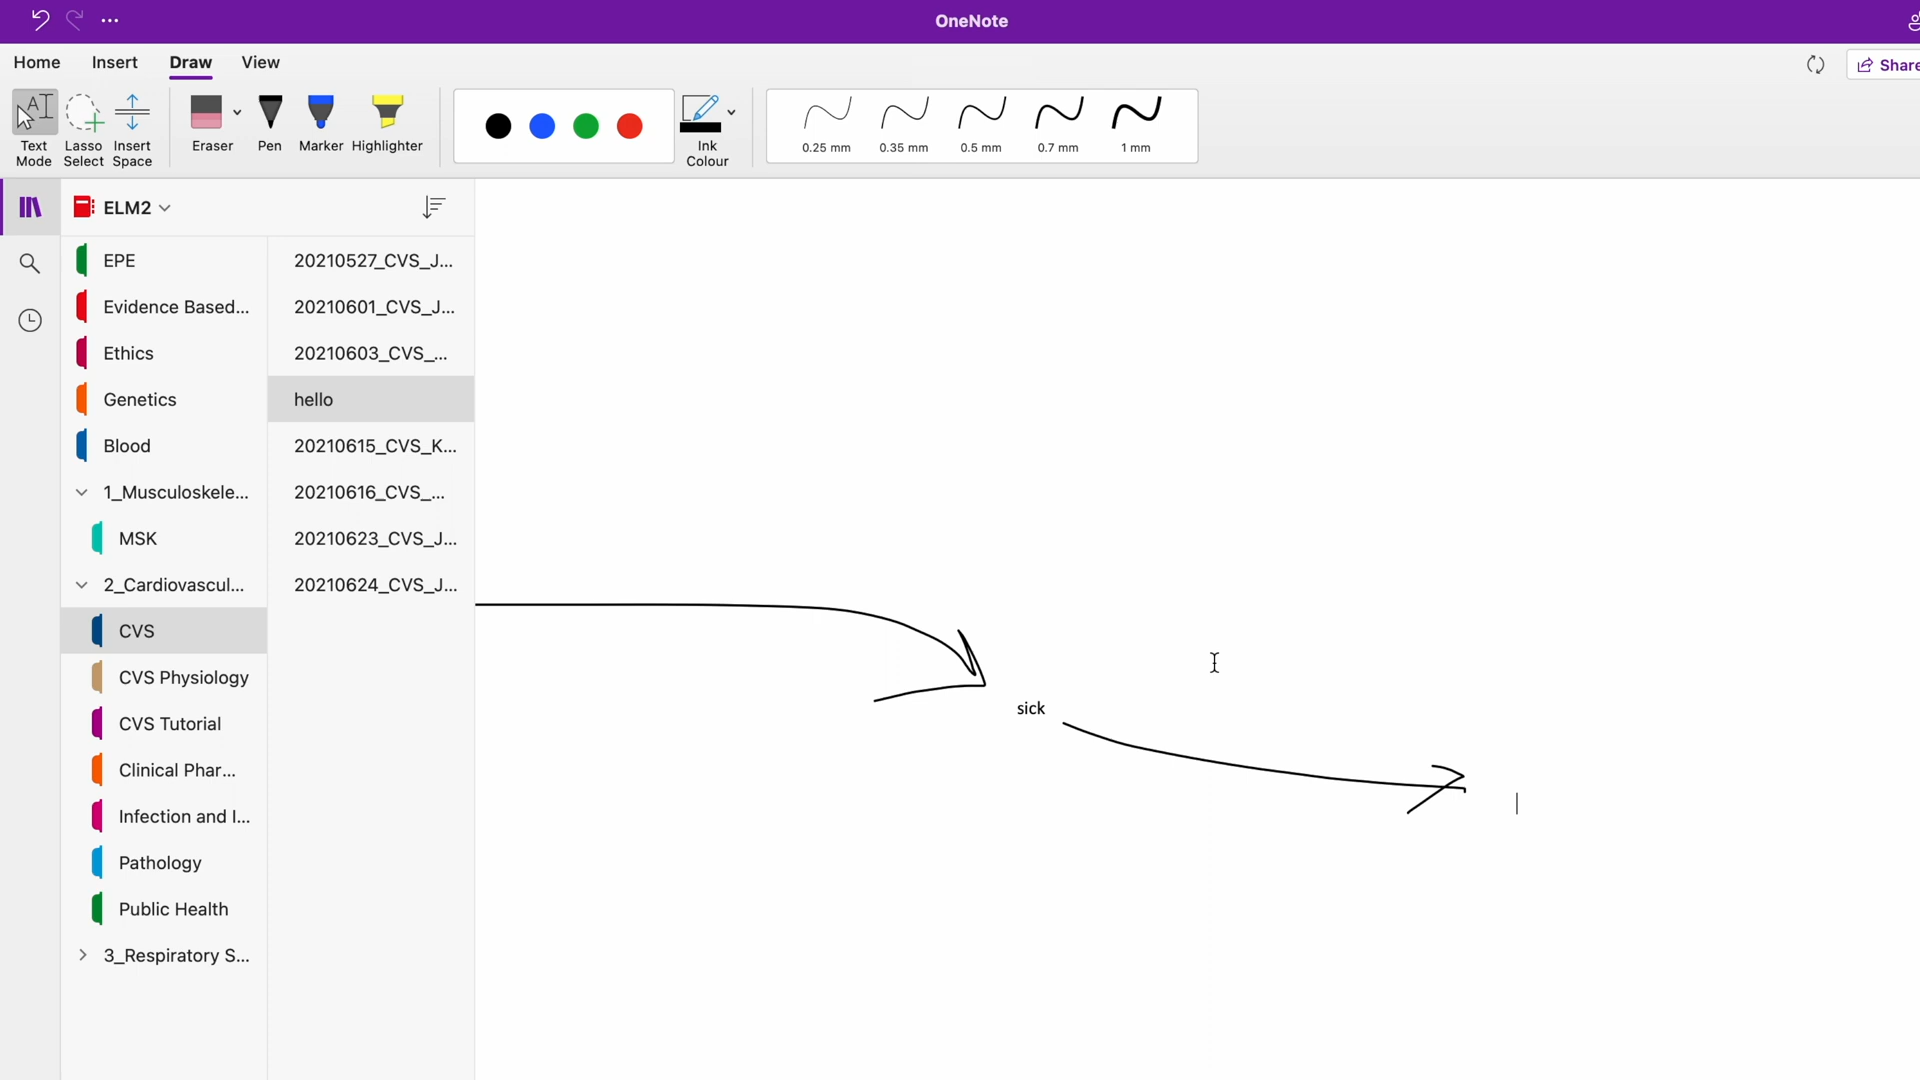 OneNote
Home Insert Draw View
Share
Text Mode
Lasso Select
Insert Space
Eraser
Pen
Marker
Highlighter
Ink Colour
0.25 mm
0.35 mm
0.5 mm
0.7 mm
1 mm
ELM2
EPE
Evidence Based...
Ethics
Genetics
Blood
1_Musculoskele...
MSK
2_Cardiovascul...
CVS
CVS Physiology
CVS Tutorial
Clinical Phar...
Infection and I...
Pathology
Public Health
3_Respiratory S...
20210527_CVS_J...
20210601_CVS_J...
20210603_CVS_...
hello
20210615_CVS_K...
20210616_CVS_...
20210623_CVS_J...
20210624_CVS_J...
sick